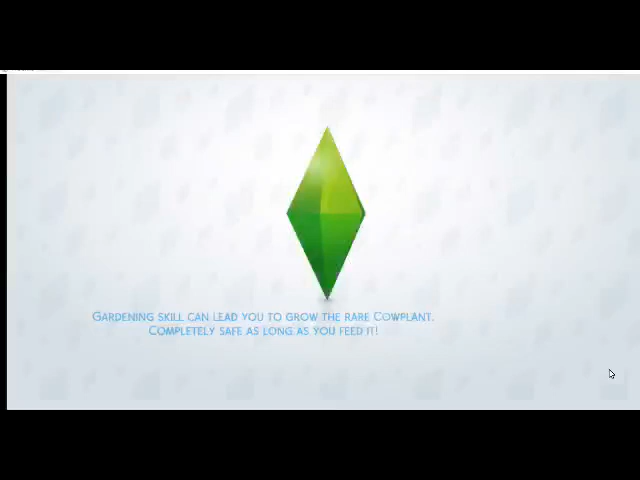 Gardening skill can lead you to grow the rare Cowplant.
Completely safe as long as you feed it!